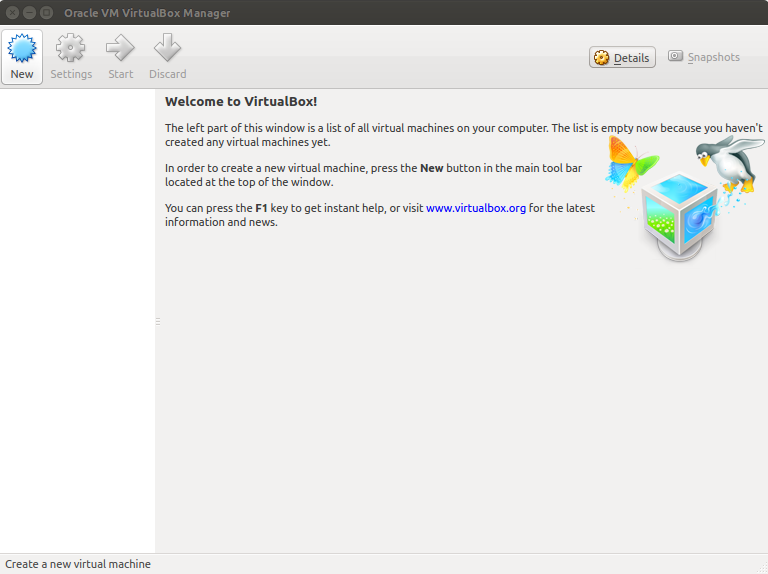 Oracle VM VirtualBox Manager
New Settings Start Discard
Details Snapshots
Welcome to VirtualBox!
The left part of this window is a list of all virtual machines on your computer. The list is empty now because you haven't
created any virtual machines yet.
In order to create a new virtual machine, press the New button in the main tool bar
located at the top of the window.
You can press the F1 key to get instant help, or visit www.virtualbox.org for the latest
information and news.
Create a new virtual machine